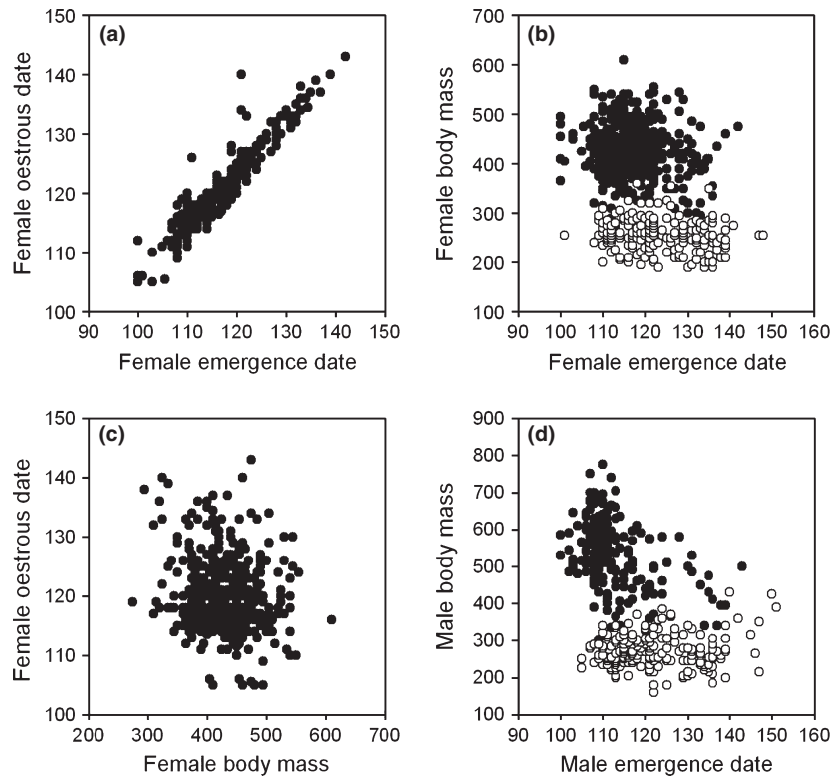 (a)
Female oestrous date
150
140
130
120
110
100
90 100 110 120 130 140 150
Female emergence date
(b)
Female body mass
700
600
500
400
300
200
100
90 100 110 120 130 140 150 160
Female emergence date
(c)
Female oestrous date
150
140
130
120
110
100
200 300 400 500 600 700
Female body mass
(d)
Male body mass
900
800
700
600
500
400
300
200
100
90 100 110 120 130 140 150 160
Male emergence date